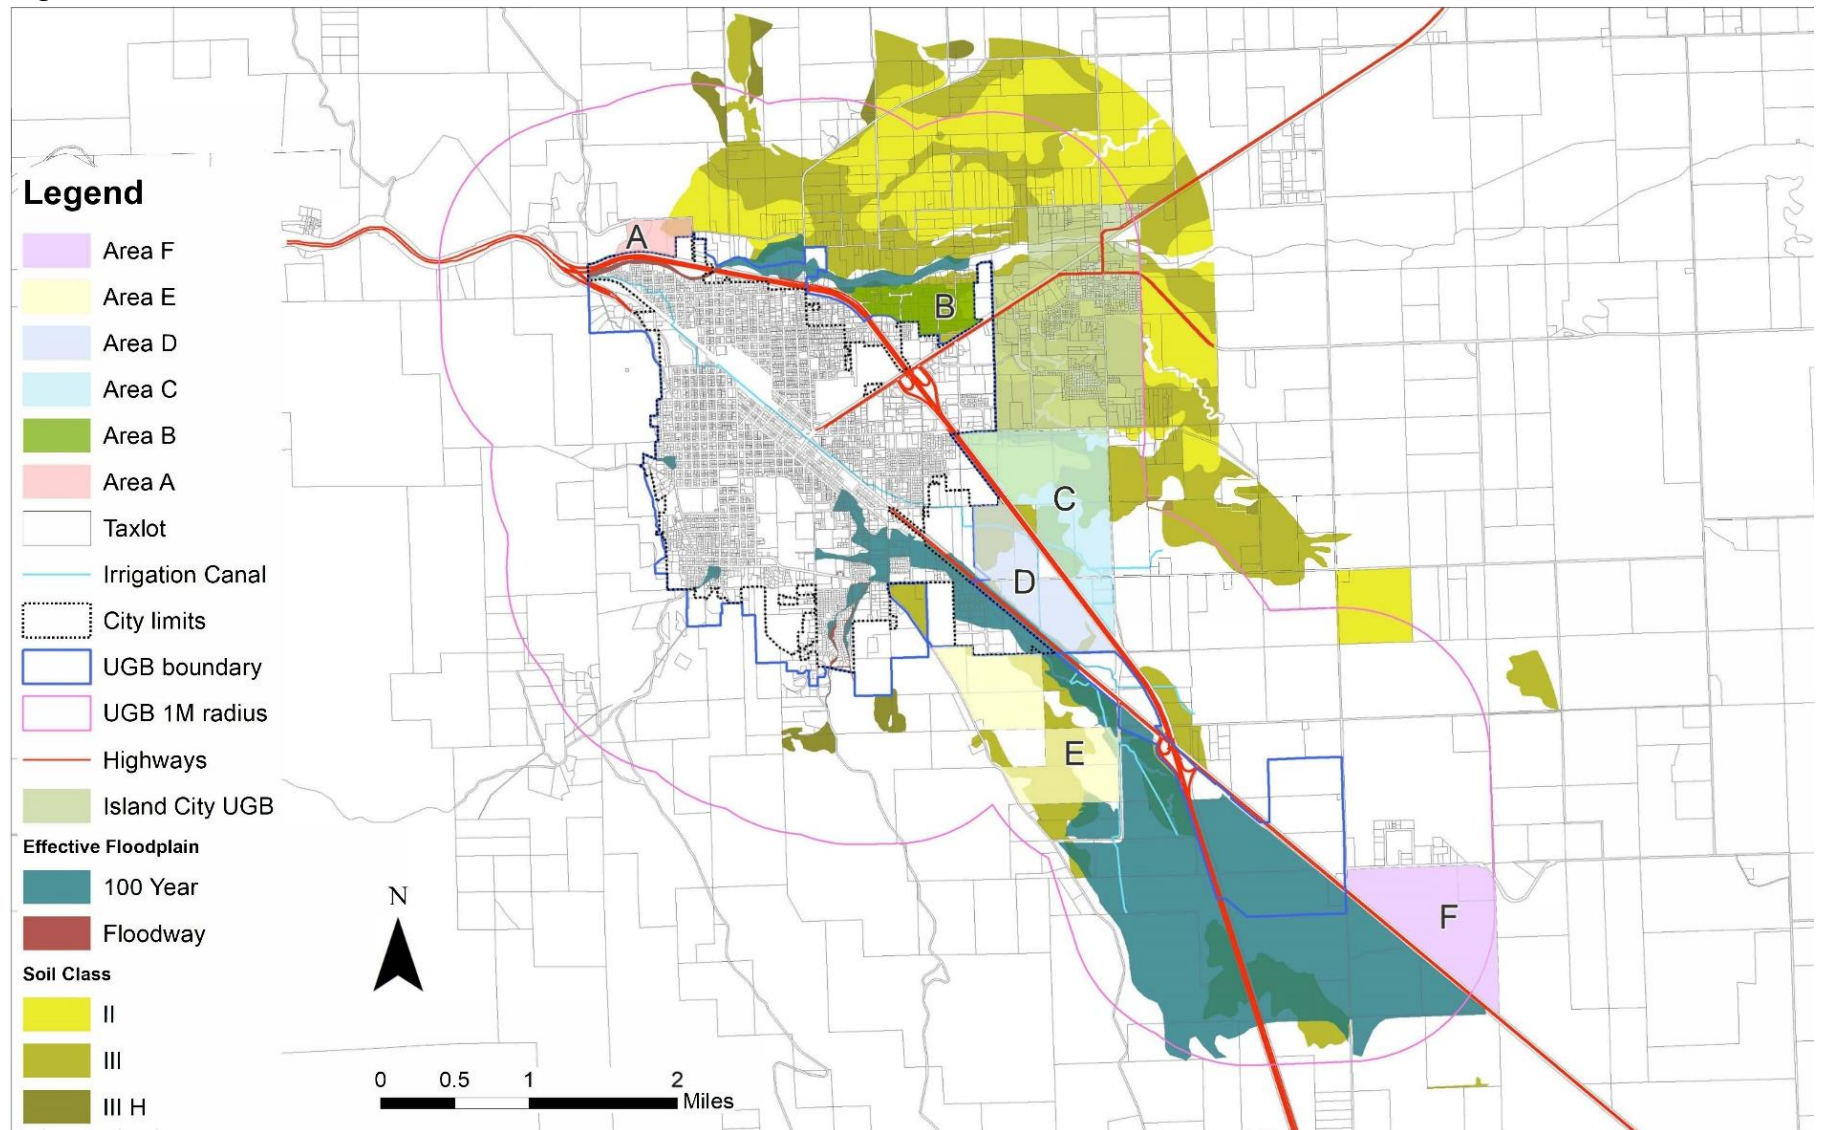 Legend
Area F
Area E
Area D
Area C
Area B
Area A
Taxlot
Irrigation Canal
City limits
UGB boundary
UGB 1M radius
Highways
Island City UGB
Effective Floodplain
100 Year
Floodway
Soil Class
II
III
III H
A
B
C
D
E
F
N
0 0.5 1 2
Miles